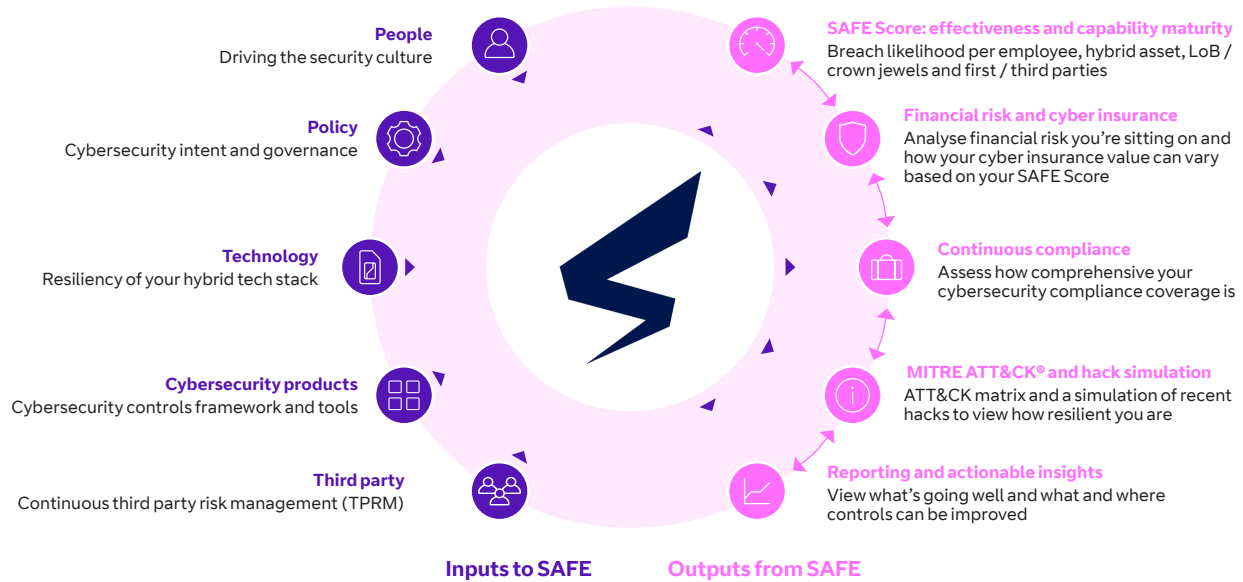 People
Driving the security culture
Policy
Cybersecurity intent and governance
Technology
Resiliency of your hybrid tech stack
Cybersecurity products
Cybersecurity controls framework and tools
Third party
Continuous third party risk management (TPRM)
SAFE Score: effectiveness and capability maturity
Breach likelihood per employee, hybrid asset, LoB /
crown jewels and first / third parties
Financial risk and cyber insurance
Analyse financial risk you're sitting on and
how your cyber insurance value can vary
based on your SAFE Score
Continuous compliance
Assess how comprehensive your
cybersecurity compliance coverage is
MITRE ATT&CK® and hack simulation
ATT&CK matrix and a simulation of recent
hacks to view how resilient you are
Reporting and actionable insights
View what's going well and what and where
controls can be improved
Inputs to SAFE
Outputs from SAFE